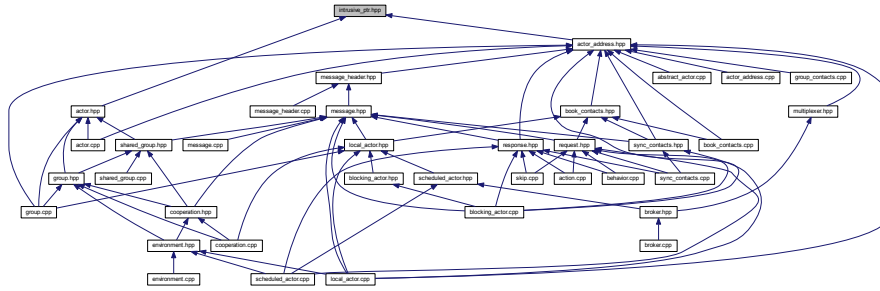 intrusive_ptr.hpp
actor_address.hpp
message_header.hpp
abstract_actor.cpp
actor_address.cpp
group_contacts.cpp
actor.hpp
message_header.cpp
message.hpp
book_contacts.hpp
multiplexer.hpp
actor.cpp
shared_group.hpp
message.cpp
local_actor.hpp
response.hpp
request.hpp
sync_contacts.hpp
book_contacts.cpp
group.hpp
shared_group.cpp
blocking_actor.hpp
scheduled_actor.hpp
skip.cpp
action.cpp
behavior.cpp
sync_contacts.cpp
group.cpp
cooperation.hpp
blocking_actor.cpp
broker.hpp
environment.hpp
cooperation.cpp
broker.cpp
environment.cpp
scheduled_actor.cpp
local_actor.cpp